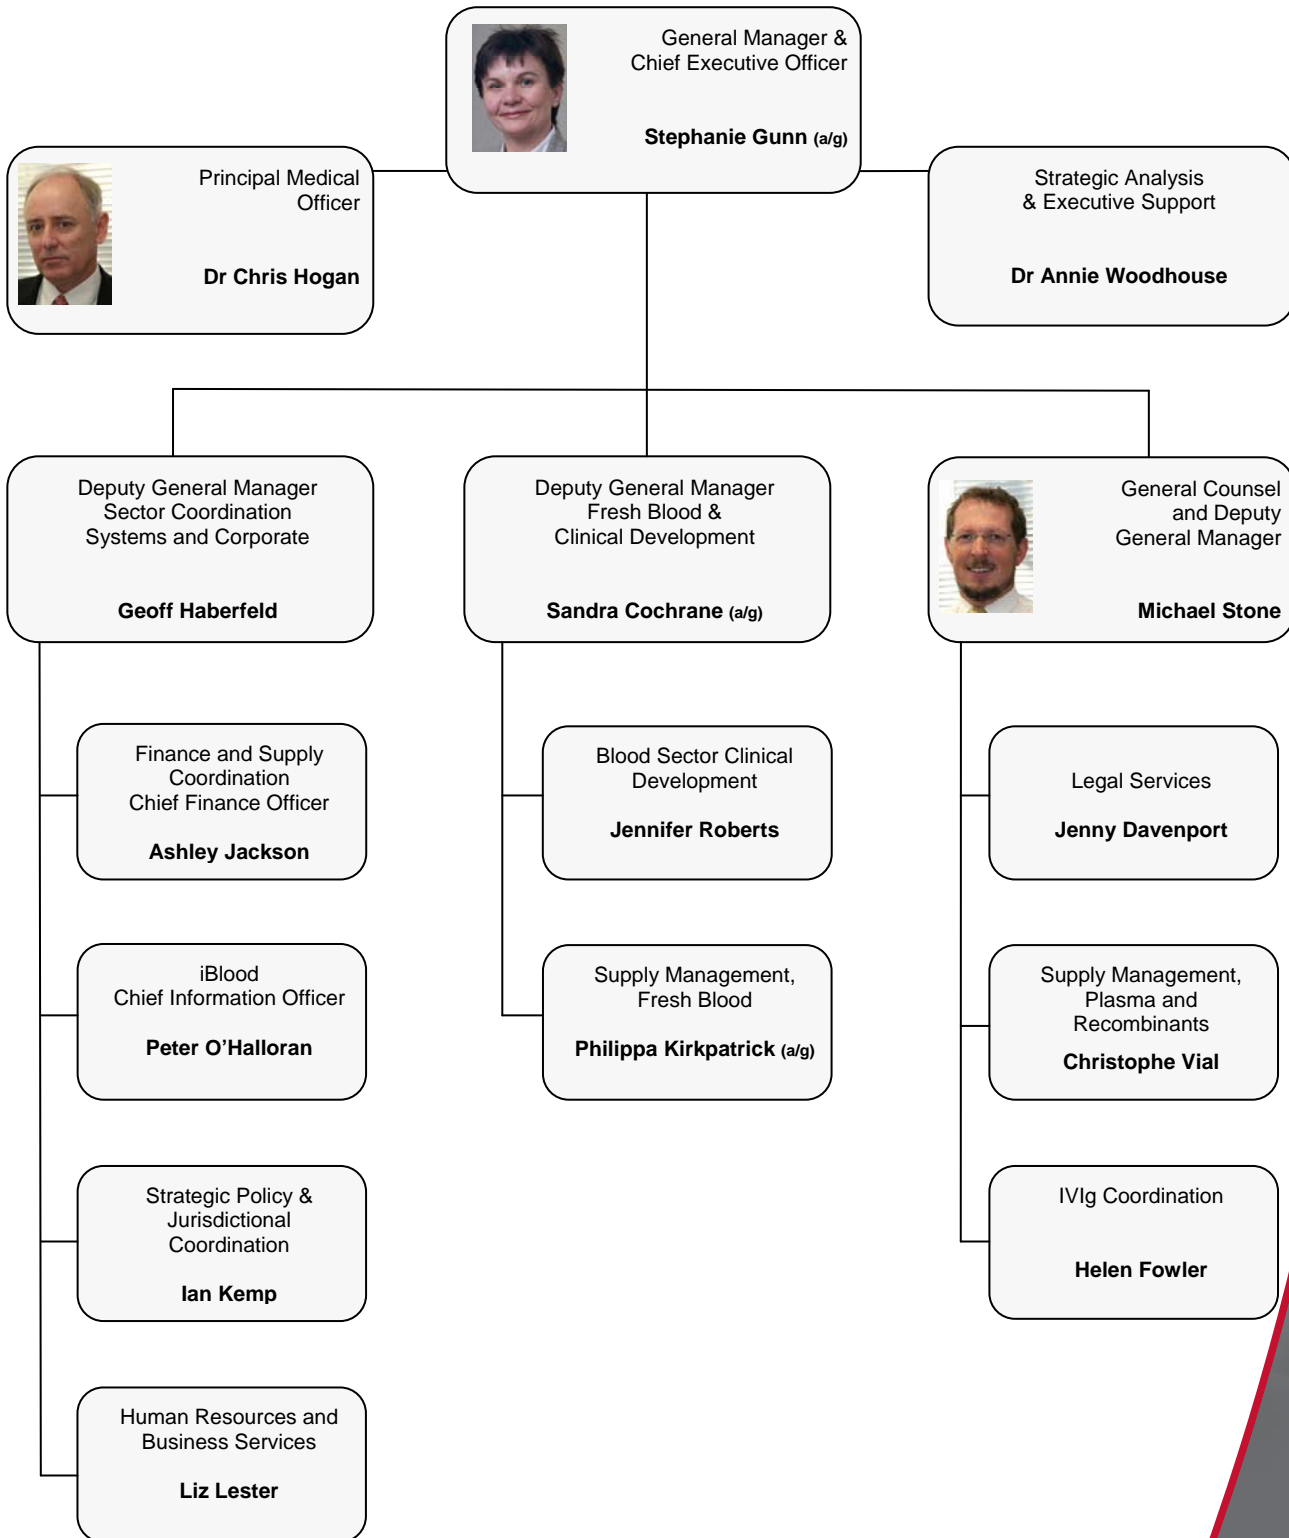 General Manager &
Chief Executive Officer
Stephanie Gunn (a/g)
Principal Medical
Officer
Dr Chris Hogan
Strategic Analysis
& Executive Support
Dr Annie Woodhouse
Deputy General Manager
Sector Coordination
Systems and Corporate
Geoff Haberfeld
Deputy General Manager
Fresh Blood &
Clinical Development
Sandra Cochrane (a/g)
General Counsel
and Deputy
General Manager
Michael Stone
Finance and Supply
Coordination
Chief Finance Officer
Ashley Jackson
Blood Sector Clinical
Development
Jennifer Roberts
Legal Services
Jenny Davenport
iBlood
Chief Information Officer
Peter O’Halloran
Supply Management,
Fresh Blood
Philippa Kirkpatrick (a/g)
Supply Management,
Plasma and
Recombinants
Christophe Vial
Strategic Policy &
Jurisdictional
Coordination
Ian Kemp
IVIg Coordination
Helen Fowler
Human Resources and
Business Services
Liz Lester